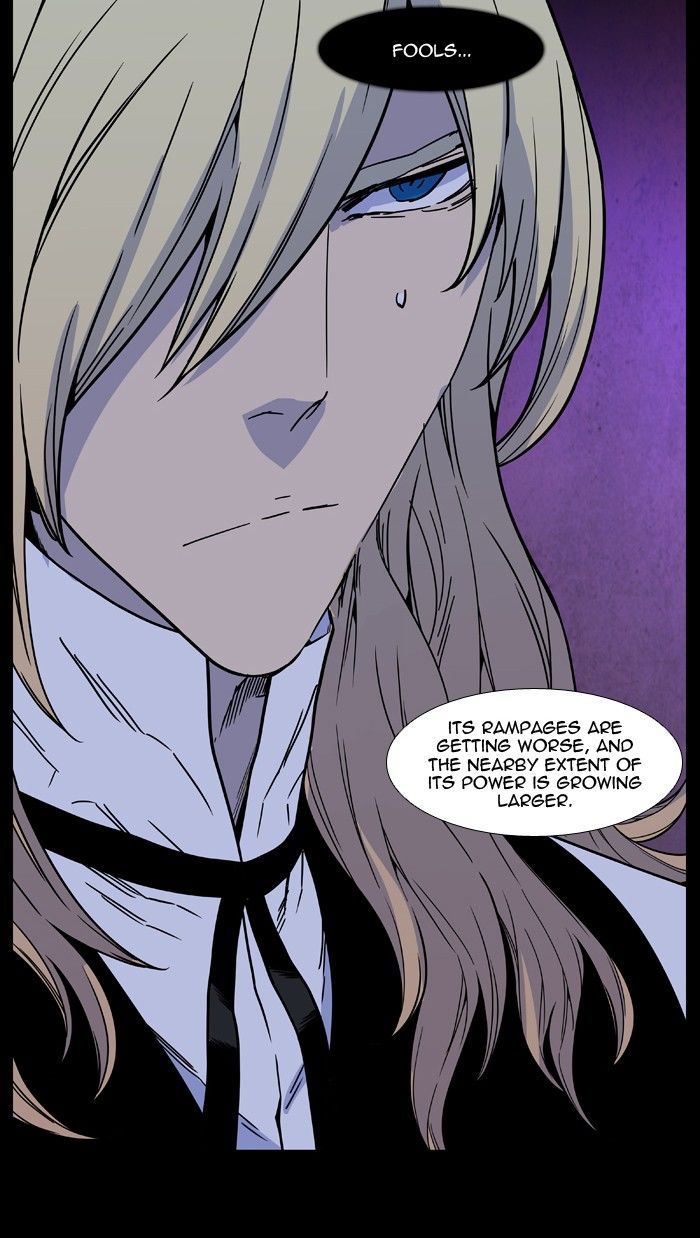 FOOLS...
ITS RAMPAGES ARE
GETTING WORSE, AND
THE NEARBY EXTENT OF
ITS POWER IS GROWING
LARGER.